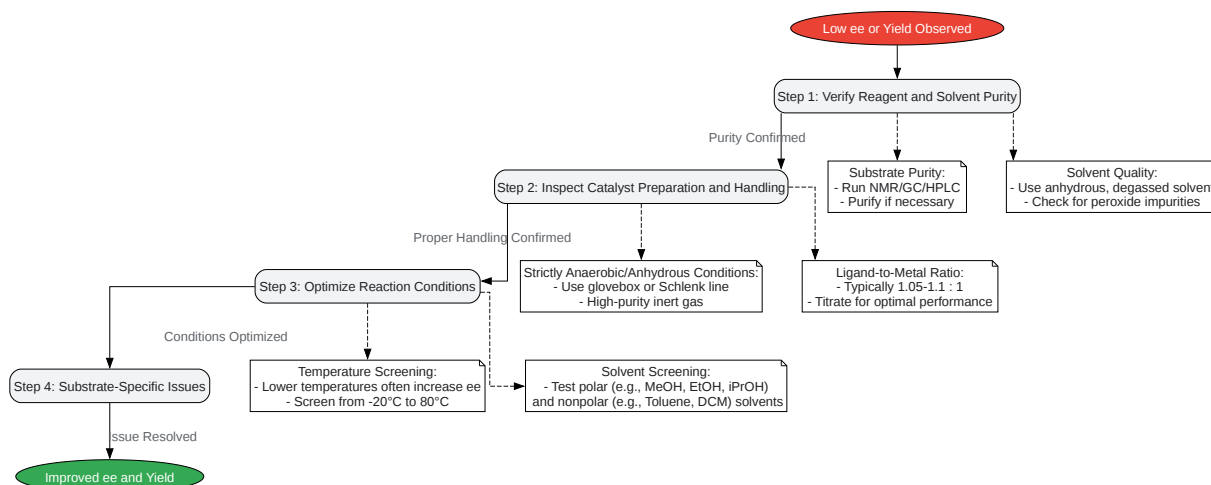 Low ee or Yield Observed
Step 1: Verify Reagent and Solvent Purity
Purity Confirmed
Substrate Purity:
- Run NMR/GC/HPLC
- Purify if necessary
Solvent Quality:
- Use anhydrous, degassed solvent
- Check for peroxide impurities
Step 2: Inspect Catalyst Preparation and Handling
Proper Handling Confirmed
Strictly Anaerobic/Anhydrous Conditions:
- Use glovebox or Schlenk line
- High-purity inert gas
Ligand-to-Metal Ratio:
- Typically 1.05-1.1 : 1
- Titrate for optimal performance
Step 3: Optimize Reaction Conditions
Conditions Optimized
Temperature Screening:
- Lower temperatures often increase ee
- Screen from -20°C to 80°C
Solvent Screening:
- Test polar (e.g., MeOH, EtOH, iPrOH)
and nonpolar (e.g., Toluene, DCM) solvents
Step 4: Substrate-Specific Issues
Issue Resolved
Improved ee and Yield